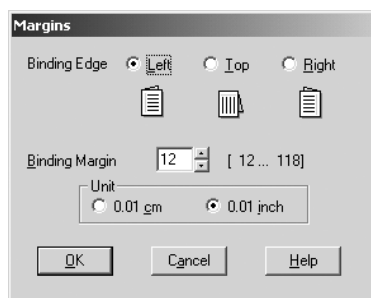 Margins
Binding Edge Left Top Right
Binding Margin 12 [ 12 ... 118]
Unit
0.01 cm 0.01 inch
OK Cancel Help